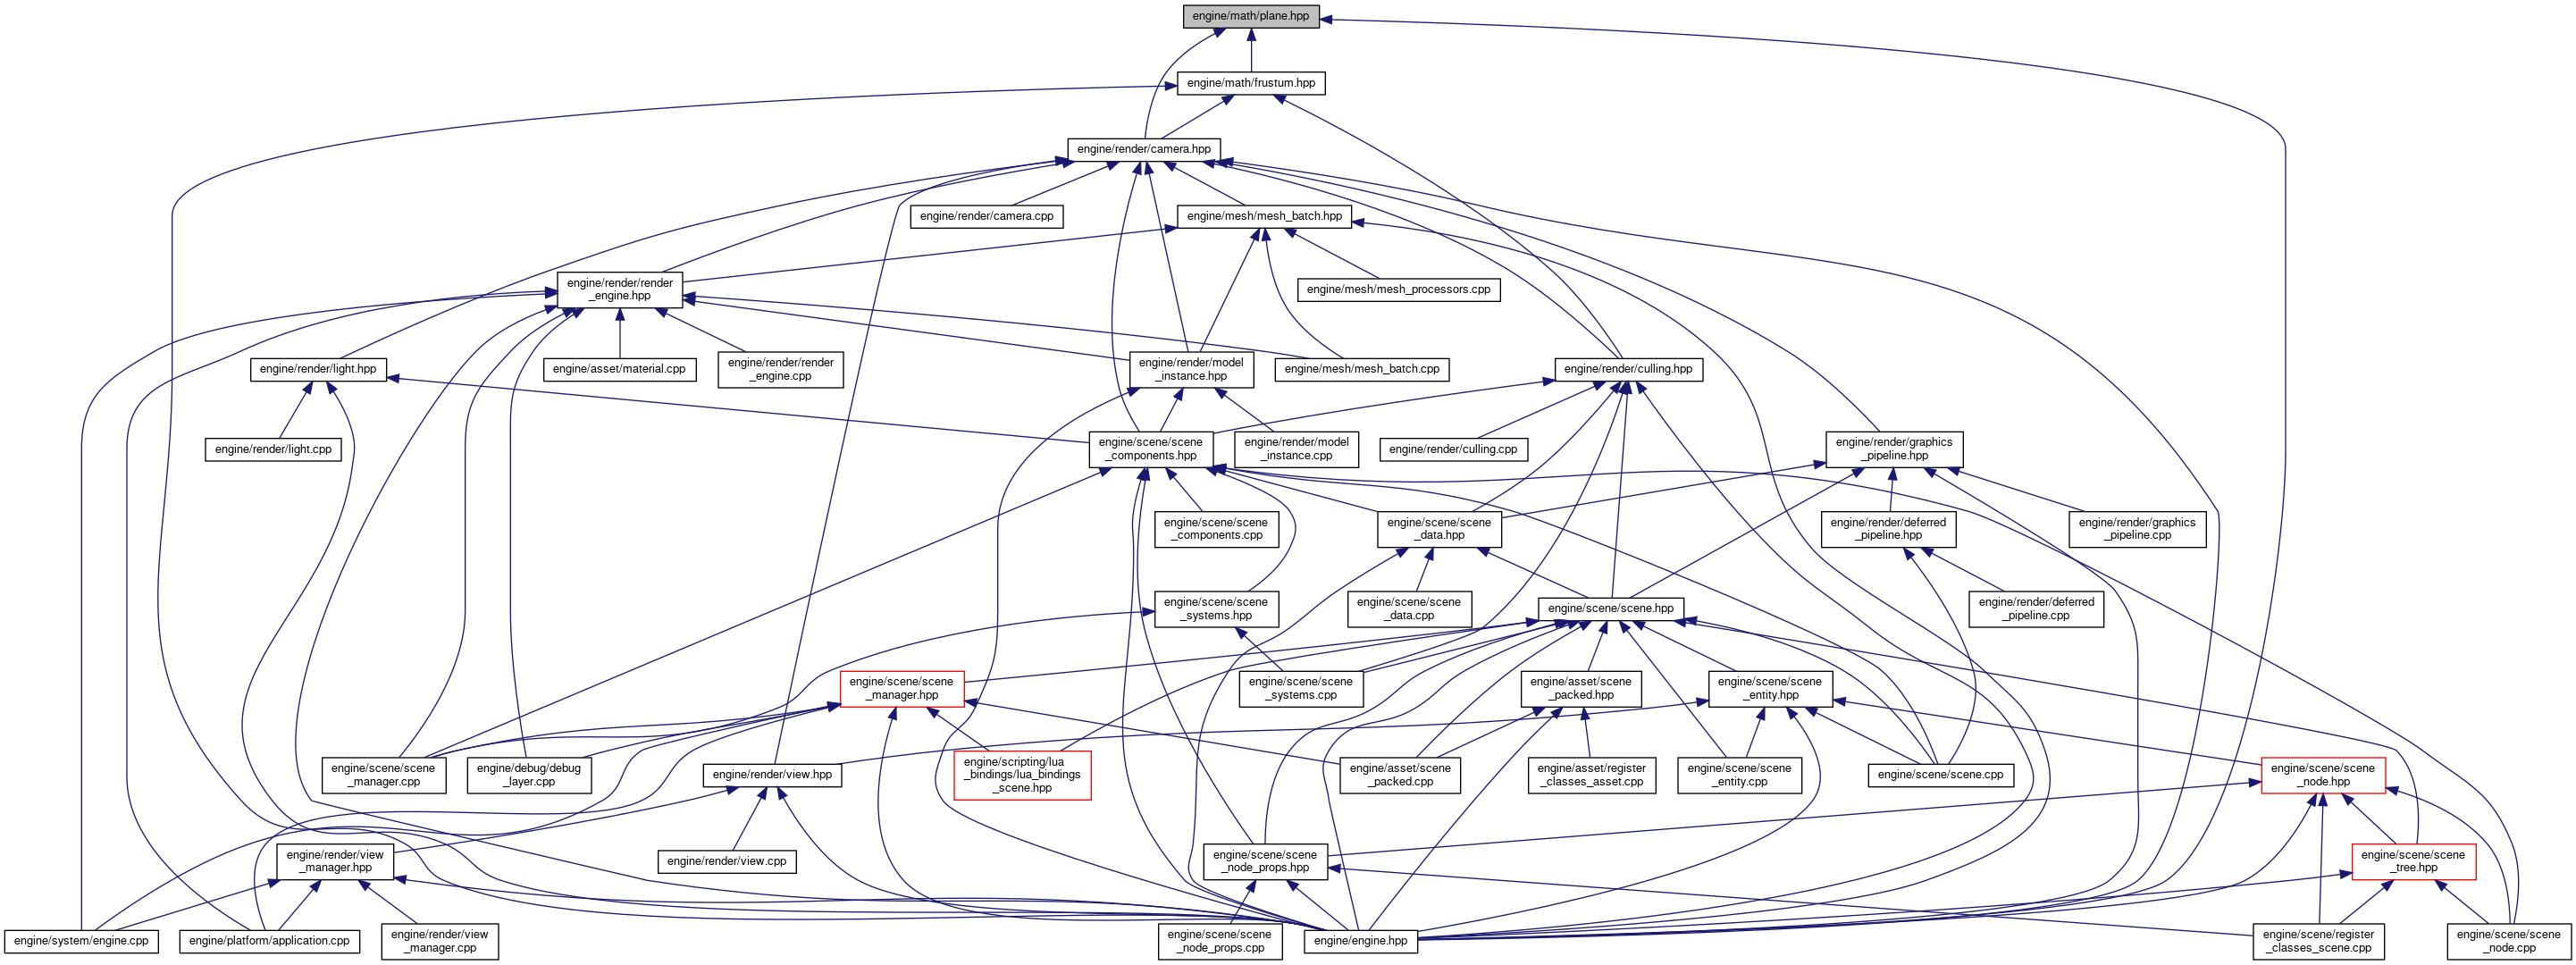 engine/math/plane.hpp
engine/math/frustum.hpp
engine/render/camera.hpp
engine/render/camera.cpp
engine/mesh/mesh_batch.hpp
engine/render/render
_engine.hpp
engine/mesh/mesh_processors.cpp
engine/render/light.hpp
engine/asset/material.cpp
engine/render/render
_engine.cpp
engine/render/model
_instance.hpp
engine/mesh/mesh_batch.cpp
engine/render/culling.hpp
engine/render/light.cpp
engine/scene/scene
_components.hpp
engine/render/model
_instance.cpp
engine/render/culling.cpp
engine/render/graphics
_pipeline.hpp
engine/scene/scene
_components.cpp
engine/scene/scene
_data.hpp
engine/render/deferred
_pipeline.hpp
engine/render/graphics
_pipeline.cpp
engine/scene/scene
_systems.hpp
engine/scene/scene
_data.cpp
engine/scene/scene.hpp
engine/render/deferred
_pipeline.cpp
engine/scene/scene
_manager.hpp
engine/scene/scene
_systems.cpp
engine/asset/scene
_packed.hpp
engine/scene/scene
_entity.hpp
engine/scene/scene
_manager.cpp
engine/debug/debug
_layer.cpp
engine/render/view.hpp
engine/scripting/lua
_bindings/lua_bindings
_scene.hpp
engine/asset/scene
_packed.cpp
engine/asset/register
_classes_asset.cpp
engine/scene/scene
_entity.cpp
engine/scene/scene.cpp
engine/scene/scene
_node.hpp
engine/render/view
_manager.hpp
engine/render/view.cpp
engine/scene/scene
_node_props.hpp
engine/scene/scene
_tree.hpp
engine/system/engine.cpp
engine/platform/application.cpp
engine/render/view
_manager.cpp
engine/scene/scene
_node_props.cpp
engine/engine.hpp
engine/scene/register
_classes_scene.cpp
engine/scene/scene
_node.cpp